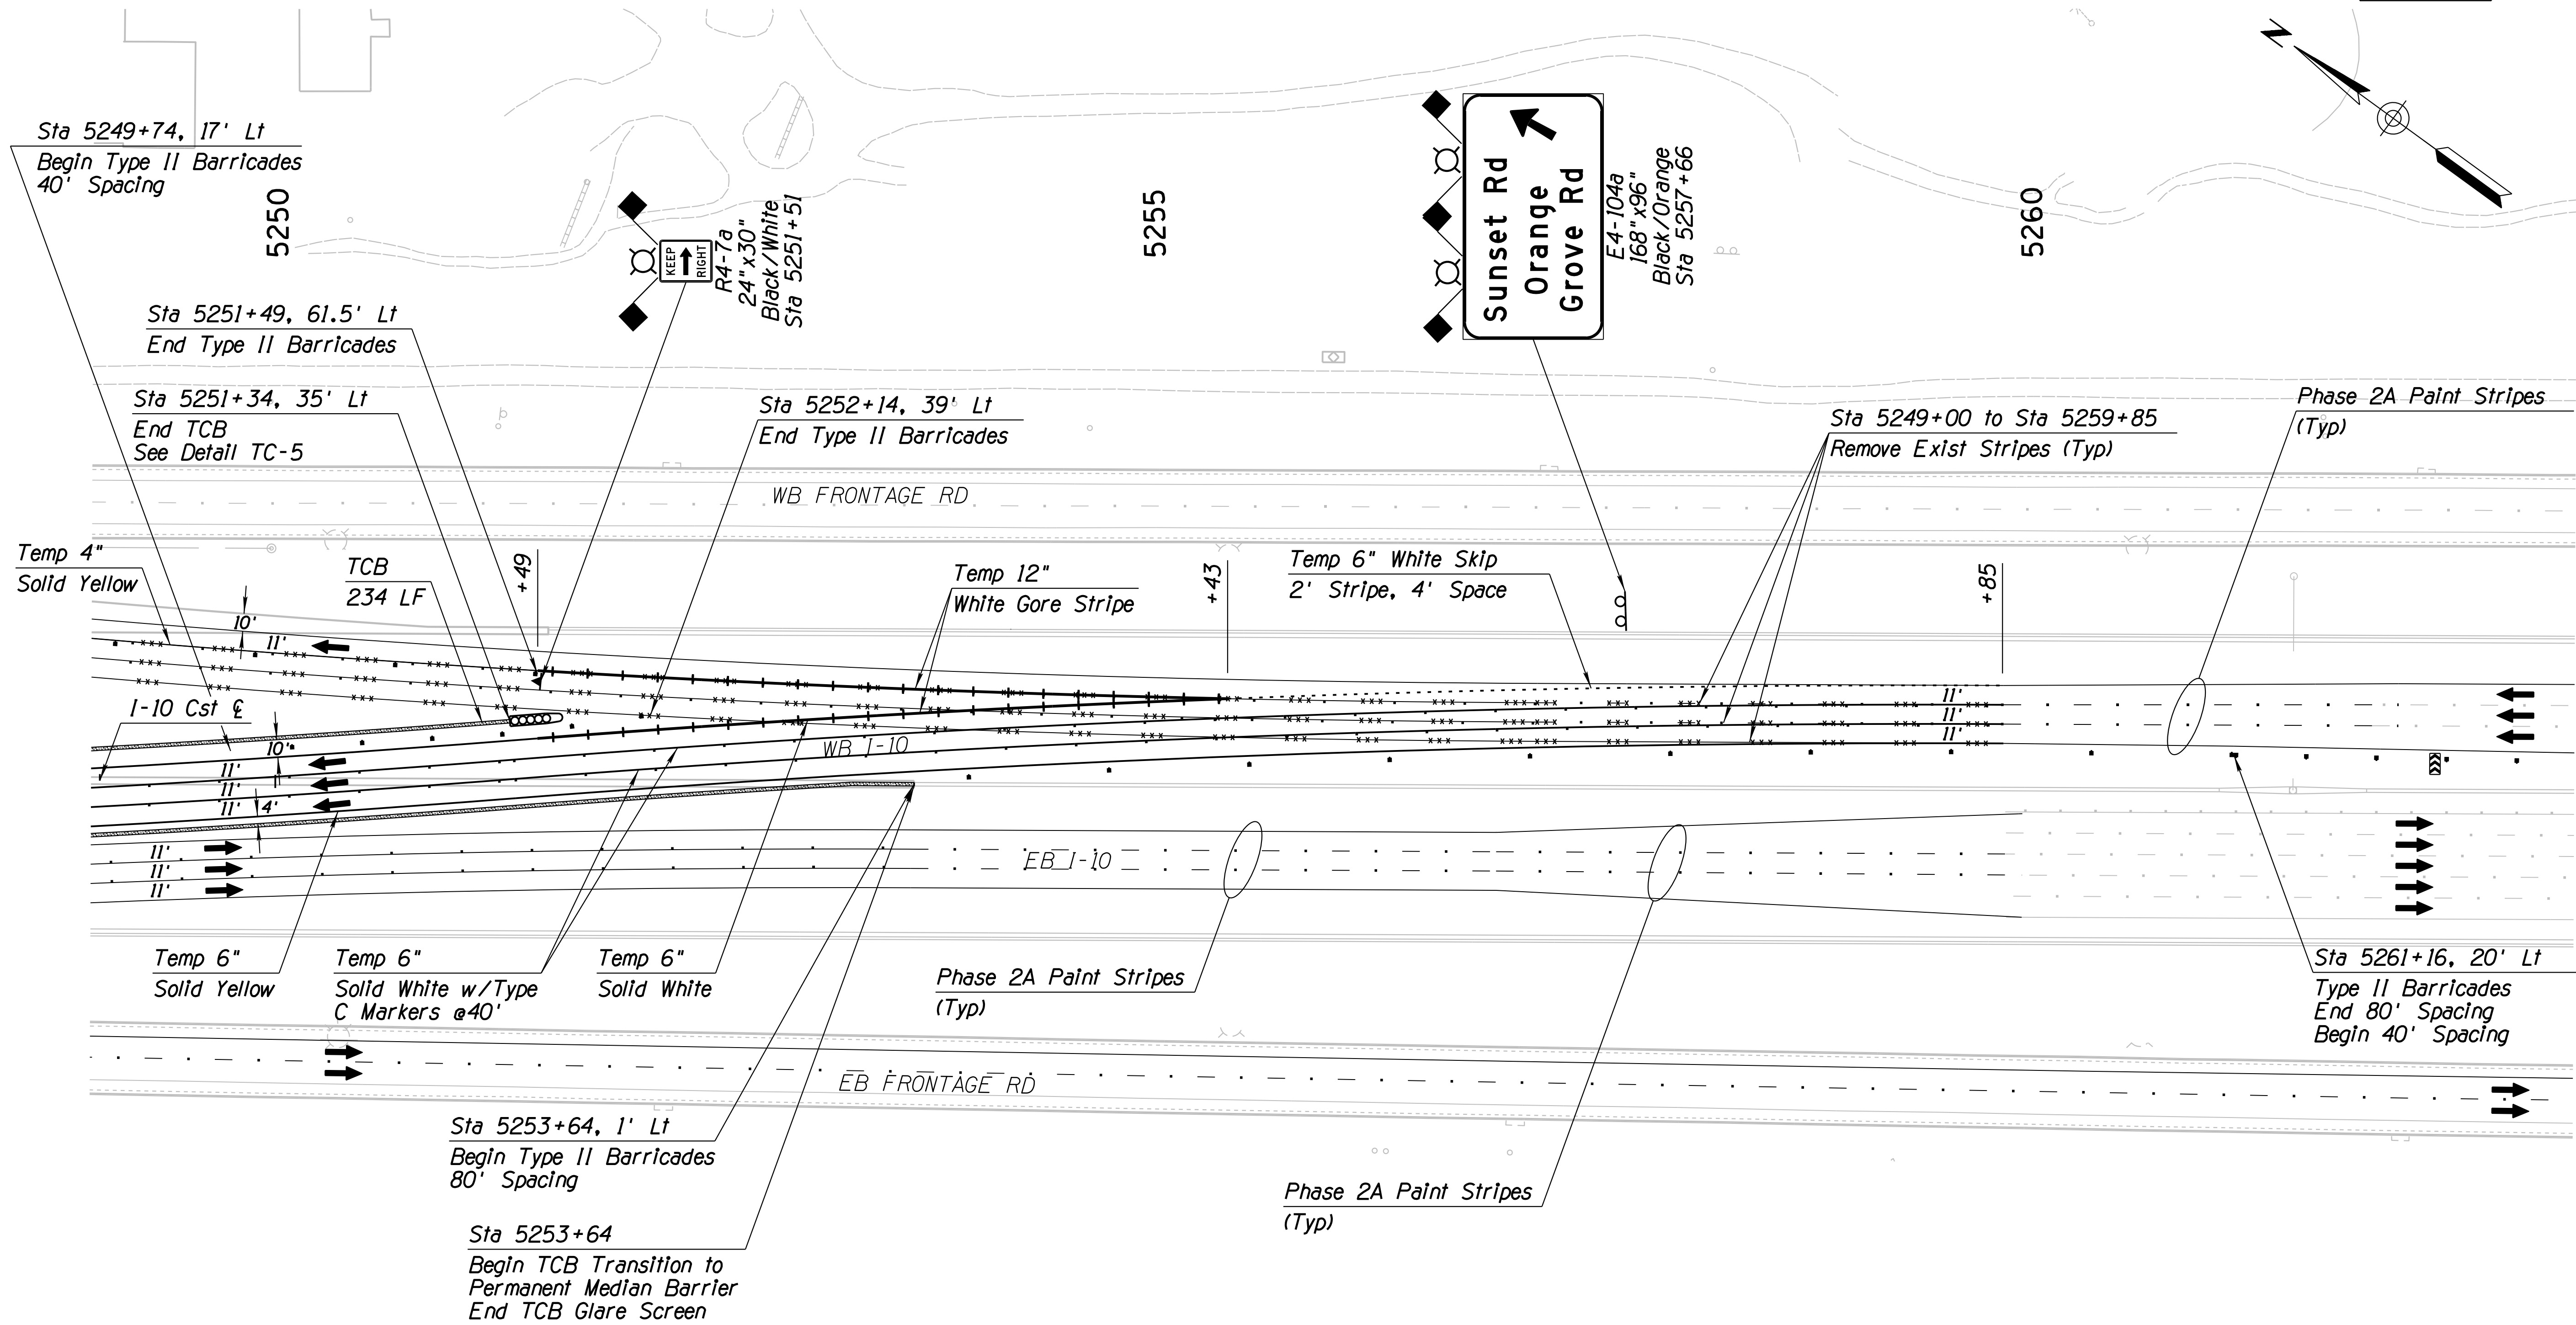 N
Sta 5249+74, 17' Lt
Begin Type II Barricades
40' Spacing
5250
5255
5260
KEEP
RIGHT
R4-7a
24"x30"
Black/White
Sta 5251+51
Sunset Rd
Orange
Grove Rd
E4-104a
168"x96"
Black/Orange
Sta 5257+66
Sta 5251+49, 61.5' Lt
End Type II Barricades
Sta 5251+34, 35' Lt
End TCB
See Detail TC-5
Sta 5252+14, 39' Lt
End Type II Barricades
Sta 5249+00 to Sta 5259+85
Remove Exist Stripes (Typ)
Phase 2A Paint Stripes
(Typ)
WB FRONTAGE RD
Temp 4"
Solid Yellow
TCB
234 LF
+49
Temp 12"
White Gore Stripe
+43
Temp 6" White Skip
2' Stripe, 4' Space
+85
10'
11'
I-10 Cst ℄
10'
11'
11'
11'
4'
WB I-10
11'
11'
11'
11'
11'
11'
EB I-10
Temp 6"
Solid Yellow
Temp 6"
Solid White w/Type
C Markers @40'
Temp 6"
Solid White
Phase 2A Paint Stripes
(Typ)
Sta 5261+16, 20' Lt
Type II Barricades
End 80' Spacing
Begin 40' Spacing
EB FRONTAGE RD
Sta 5253+64, 1' Lt
Begin Type II Barricades
80' Spacing
Phase 2A Paint Stripes
(Typ)
Sta 5253+64
Begin TCB Transition to
Permanent Median Barrier
End TCB Glare Screen